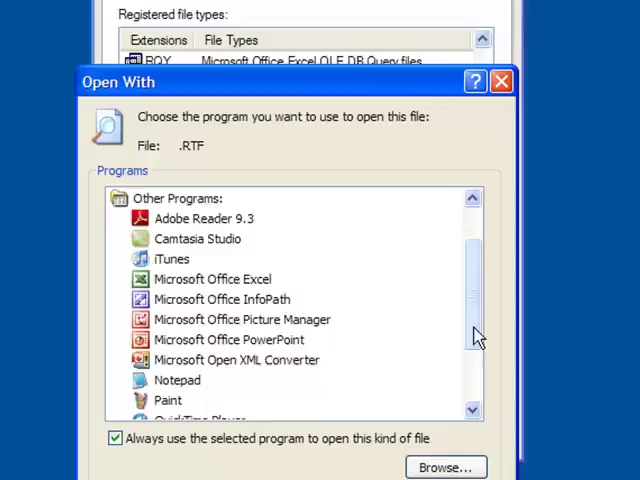 Registered file types:
Extensions File Types
RQY Microsoft Office Excel OLE DB Query files
Open With
Choose the program you want to use to open this file:
File: .RTF
Programs
Other Programs:
Adobe Reader 9.3
Camtasia Studio
iTunes
Microsoft Office Excel
Microsoft Office InfoPath
Microsoft Office Picture Manager
Microsoft Office PowerPoint
Microsoft Open XML Converter
Notepad
Paint
QuickTime Player
Always use the selected program to open this kind of file
Browse...